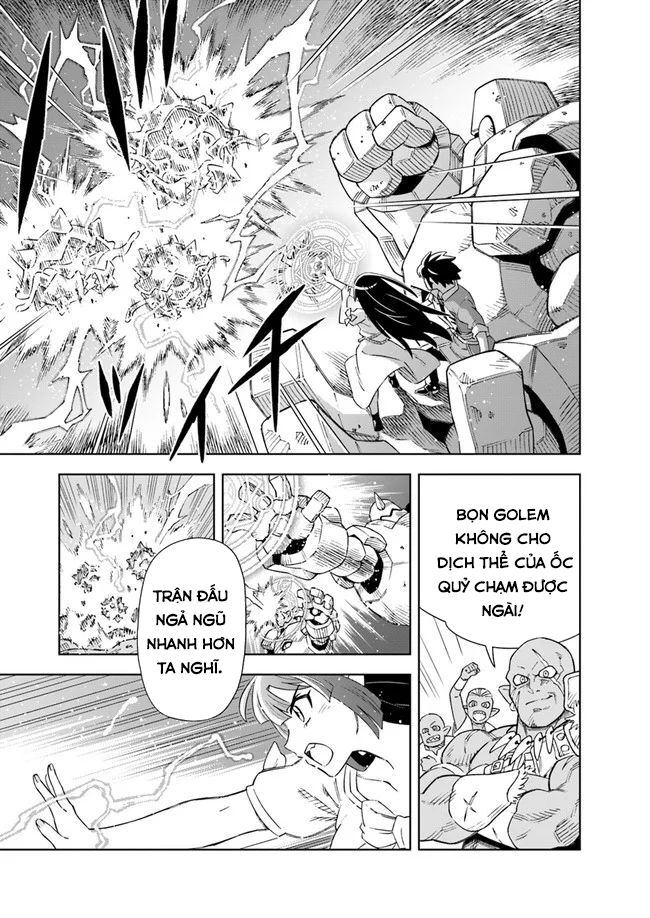 BỌN GOLEM
KHÔNG CHO
DỊCH THỂ CỦA ỐC
QUỶ CHẠM ĐƯỢC
NGÀI!
TRẬN ĐẤU
NGẢ NGŨ
NHANH HƠN
TA NGHĨ.